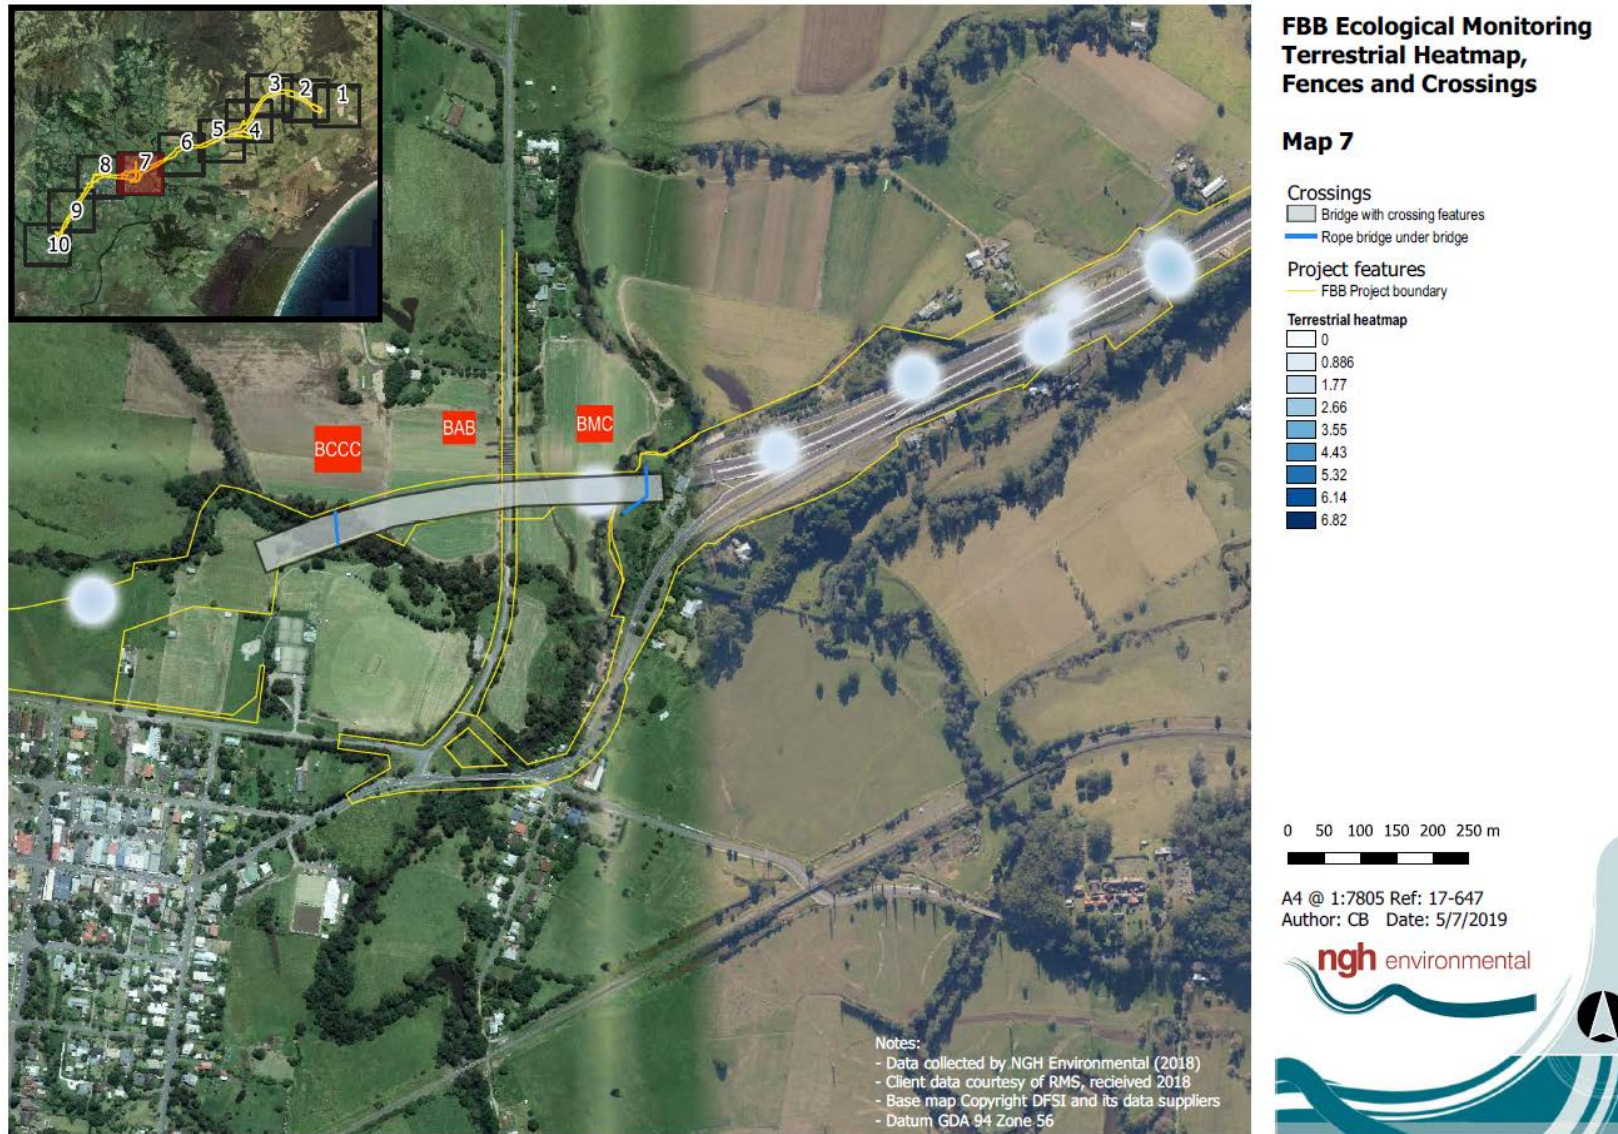 FBB Ecological Monitoring
Terrestrial Heatmap,
Fences and Crossings
Map 7
Crossings
Bridge with crossing features
Rope bridge under bridge
Project features
FBB Project boundary
Terrestrial heatmap
0
0.886
1.77
2.66
3.55
4.43
5.32
6.14
6.82
0 50 100 150 200 250 m
A4 @ 1:7805 Ref: 17-647
Author: CB Date: 5/7/2019
ngh environmental
1
2
3
4
5
6
7
8
9
10
BCCC
BAB
BMC
Notes:
- Data collected by NGH Environmental (2018)
- Client data courtesy of RMS, recieived 2018
- Base map Copyright DFSI and its data suppliers
- Datum GDA 94 Zone 56